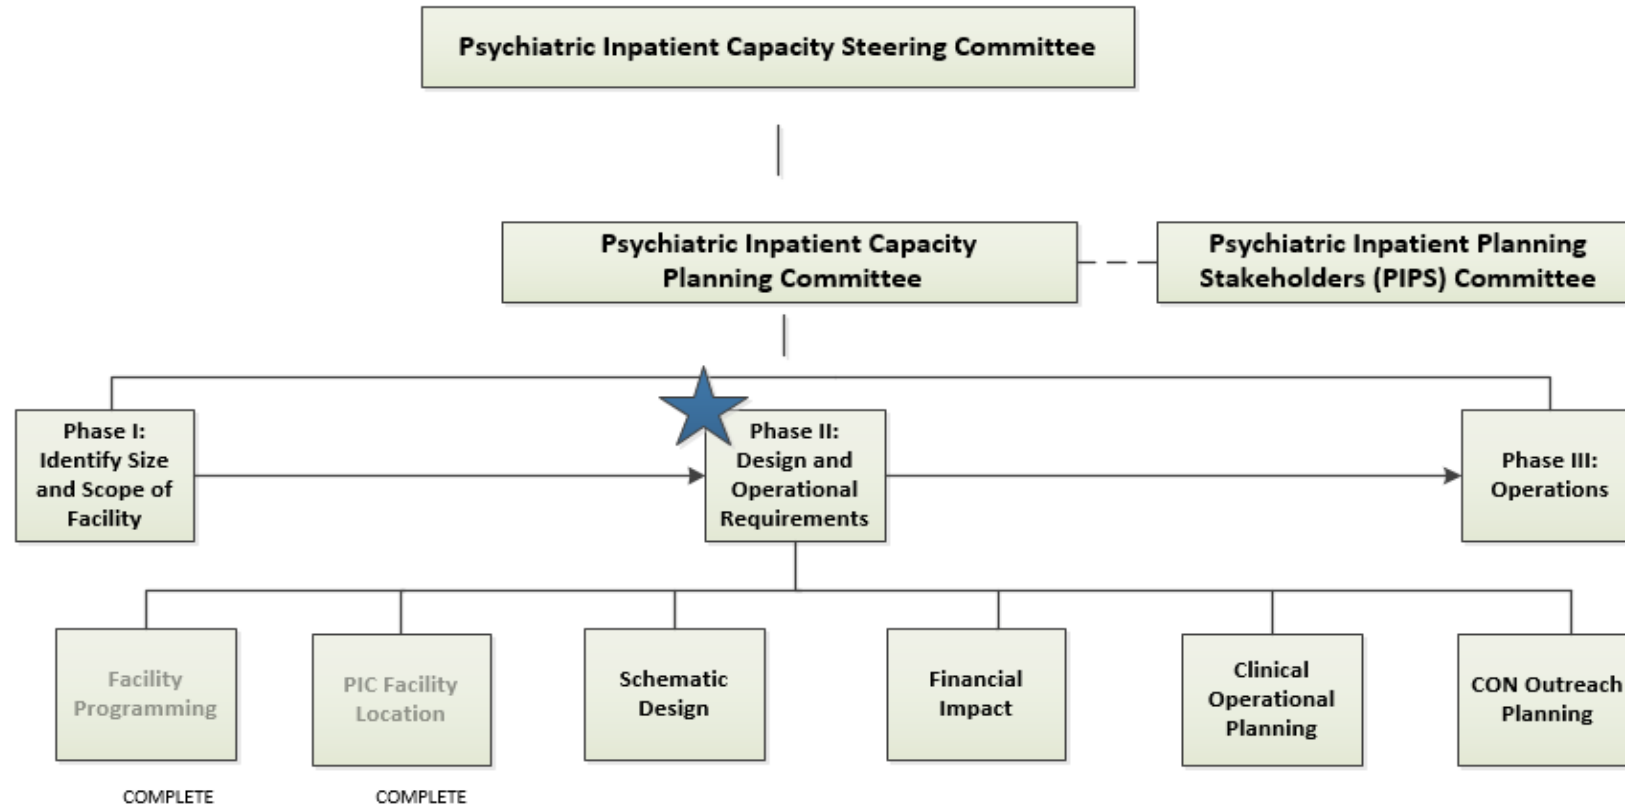 Psychiatric Inpatient Capacity Steering Committee
Psychiatric Inpatient Capacity
Planning Committee
Psychiatric Inpatient Planning
Stakeholders (PIPS) Committee
Phase I:
Identify Size
and Scope of
Facility
Phase II:
Design and
Operational
Requirements
Phase III:
Operations
Facility
Programming
PIC Facility
Location
Schematic
Design
Financial
Impact
Clinical
Operational
Planning
CON Outreach
Planning
COMPLETE
COMPLETE